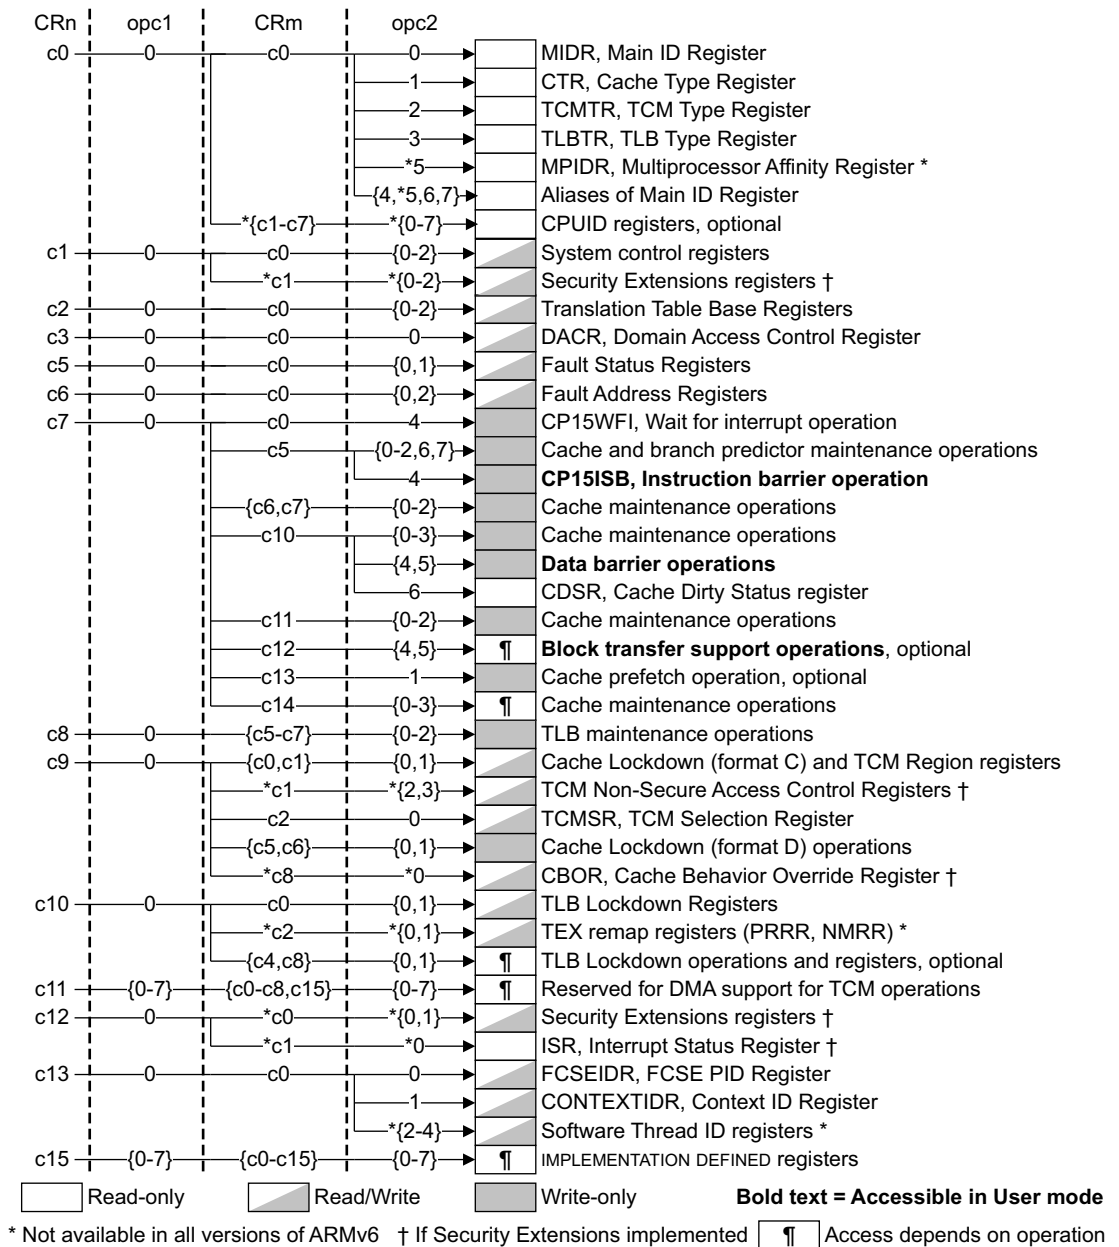 CRn opc1 CRm opc2
c0 0 c0 0 MIDR, Main ID Register
1 CTR, Cache Type Register
2 TCMTR, TCM Type Register
3 TLBTR, TLB Type Register
*5 MPIDR, Multiprocessor Affinity Register *
{4,*5,6,7} Aliases of Main ID Register
*{c1-c7} *{0-7} CPUID registers, optional
c1 0 c0 {0-2} System control registers
*c1 *{0-2} Security Extensions registers †
c2 0 c0 {0-2} Translation Table Base Registers
c3 0 c0 0 DACR, Domain Access Control Register
c5 0 c0 {0,1} Fault Status Registers
c6 0 c0 {0,2} Fault Address Registers
c7 0 c0 4 CP15WFI, Wait for interrupt operation
c5 {0-2,6,7} Cache and branch predictor maintenance operations
4 CP15ISB, Instruction barrier operation
{c6,c7} {0-2} Cache maintenance operations
c10 {0-3} Cache maintenance operations
{4,5} Data barrier operations
6 CDSR, Cache Dirty Status register
c11 {0-2} Cache maintenance operations
c12 {4,5} ¶ Block transfer support operations, optional
c13 1 Cache prefetch operation, optional
c14 {0-3} ¶ Cache maintenance operations
c8 0 {c5-c7} {0-2} TLB maintenance operations
c9 0 {c0,c1} {0,1} Cache Lockdown (format C) and TCM Region registers
*c1 *{2,3} TCM Non-Secure Access Control Registers †
c2 0 TCMSR, TCM Selection Register
{c5,c6} {0,1} Cache Lockdown (format D) operations
*c8 *0 CBOR, Cache Behavior Override Register †
c10 0 c0 {0,1} TLB Lockdown Registers
*c2 *{0,1} TEX remap registers (PRRR, NMRR) *
{c4,c8} {0,1} ¶ TLB Lockdown operations and registers, optional
c11 {0-7} {c0-c8,c15} {0-7} ¶ Reserved for DMA support for TCM operations
c12 0 *c0 *{0,1} Security Extensions registers †
*c1 *0 ISR, Interrupt Status Register †
c13 0 c0 0 FCSEIDR, FCSE PID Register
1 CONTEXTIDR, Context ID Register
*{2-4} Software Thread ID registers *
c15 {0-7} {c0-c15} {0-7} ¶ IMPLEMENTATION DEFINED registers
Read-only Read/Write Write-only Bold text = Accessible in User mode
* Not available in all versions of ARMv6 † If Security Extensions implemented ¶ Access depends on operation